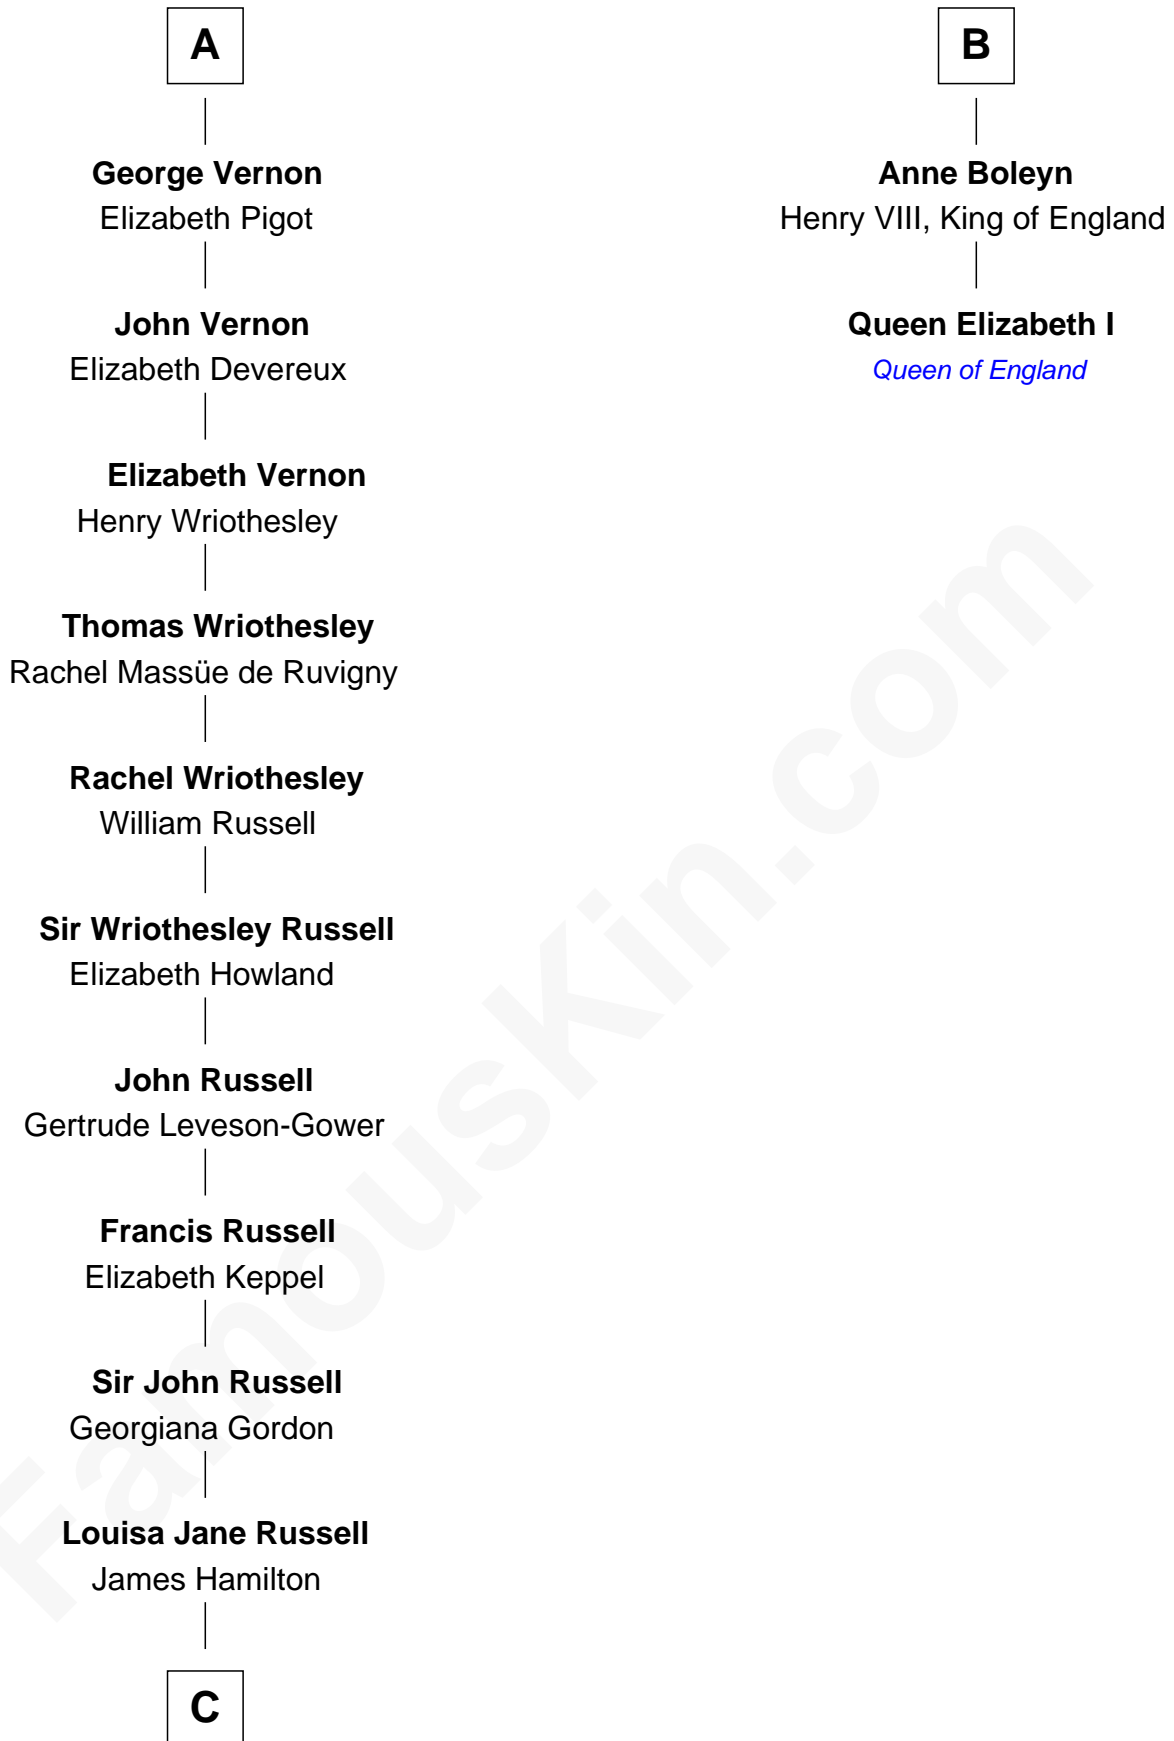 A
George Vernon
Elizabeth Pigot
John Vernon
Elizabeth Devereux
Elizabeth Vernon
Henry Wriothesley
Thomas Wriothesley
Rachel Massüe de Ruvigny
Rachel Wriothesley
William Russell
Sir Wriothesley Russell
Elizabeth Howland
John Russell
Gertrude Leveson-Gower
Francis Russell
Elizabeth Keppel
Sir John Russell
Georgiana Gordon
Louisa Jane Russell
James Hamilton
C
B
Anne Boleyn
Henry VIII, King of England
Queen Elizabeth I
Queen of England
FamousKin.com